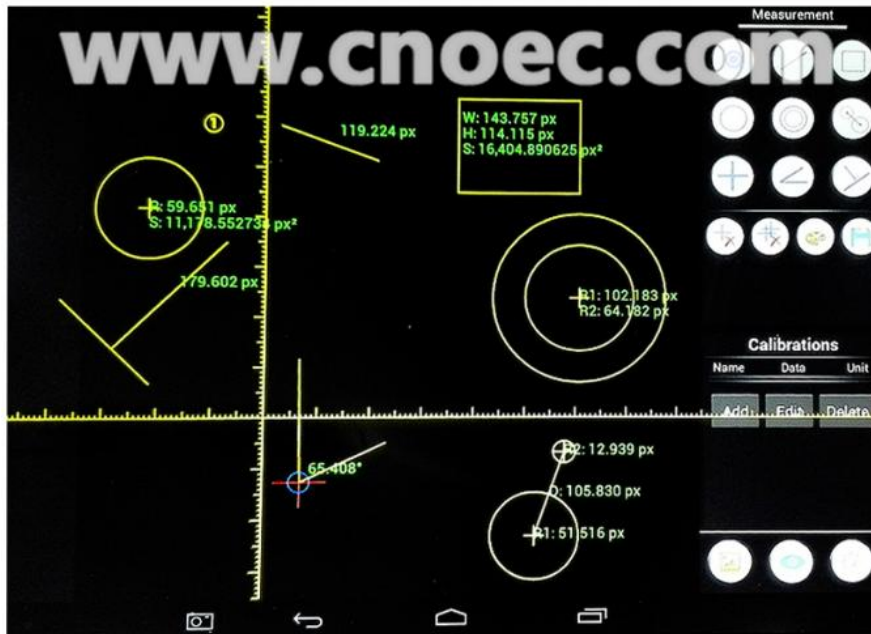 Measurement
www.cnoec.com
①
119.224 px
W: 143.757 px
H: 114.115 px
S: 16,404.890625 px²
R: 59.651 px
S: 11,178.552734 px²
179.602 px
R1: 102.183 px
R2: 64.182 px
Calibrations
Name Data Unit
Add Edit Delete
65.408°
R2: 12.939 px
D: 105.830 px
R1: 51.516 px